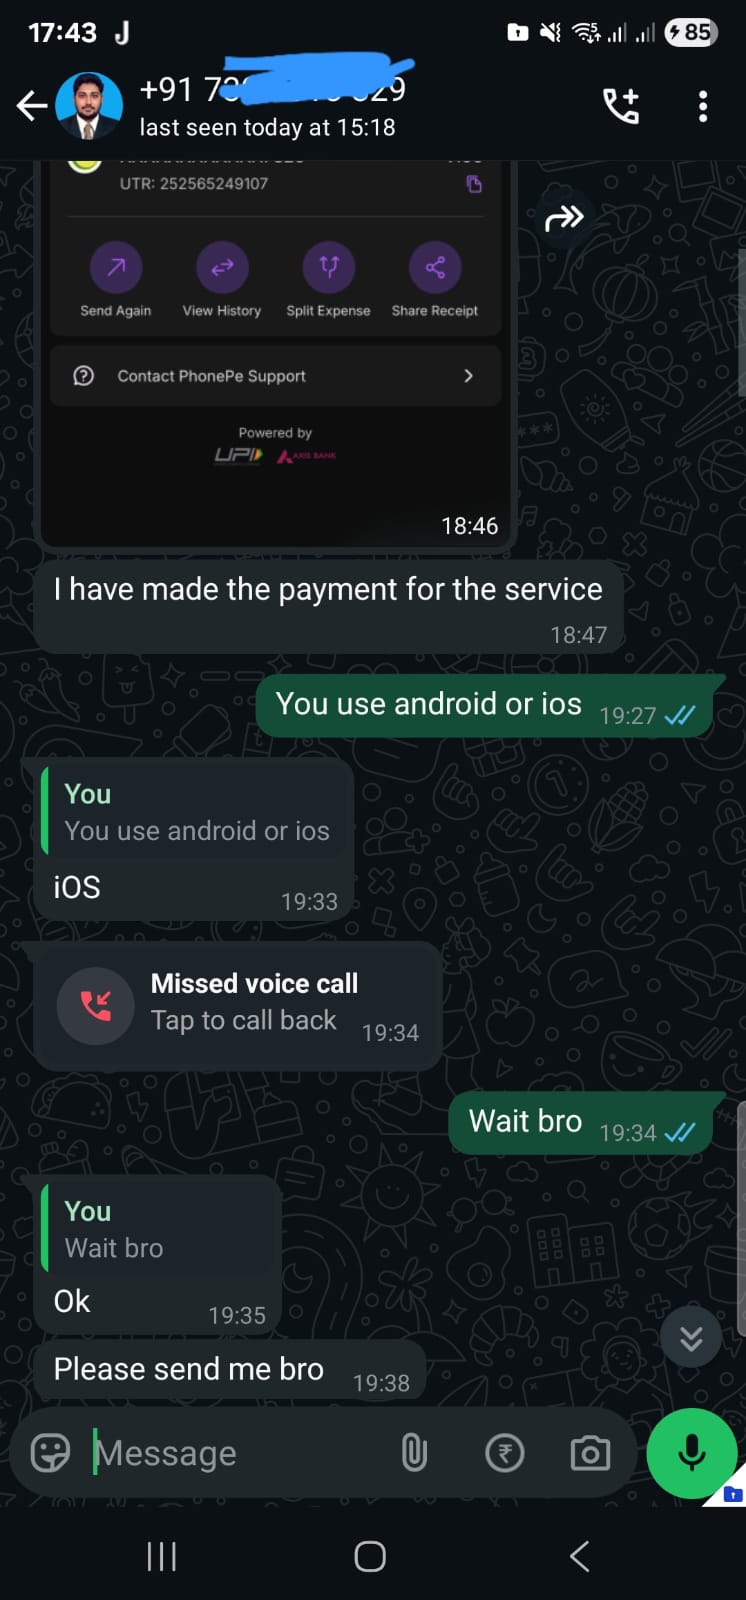 17:43 J
85
+91 7
29
last seen today at 15:18
UTR: 252565249107
Send Again View History Split Expense Share Receipt
Contact PhonePe Support
Powered by
UPI AXIS BANK
18:46
I have made the payment for the service
18:47
You use android or ios 19:27
You
You use android or ios
iOS
19:33
Missed voice call
Tap to call back 19:34
Wait bro 19:34
You
Wait bro
Ok
19:35
Please send me bro 19:38
Message